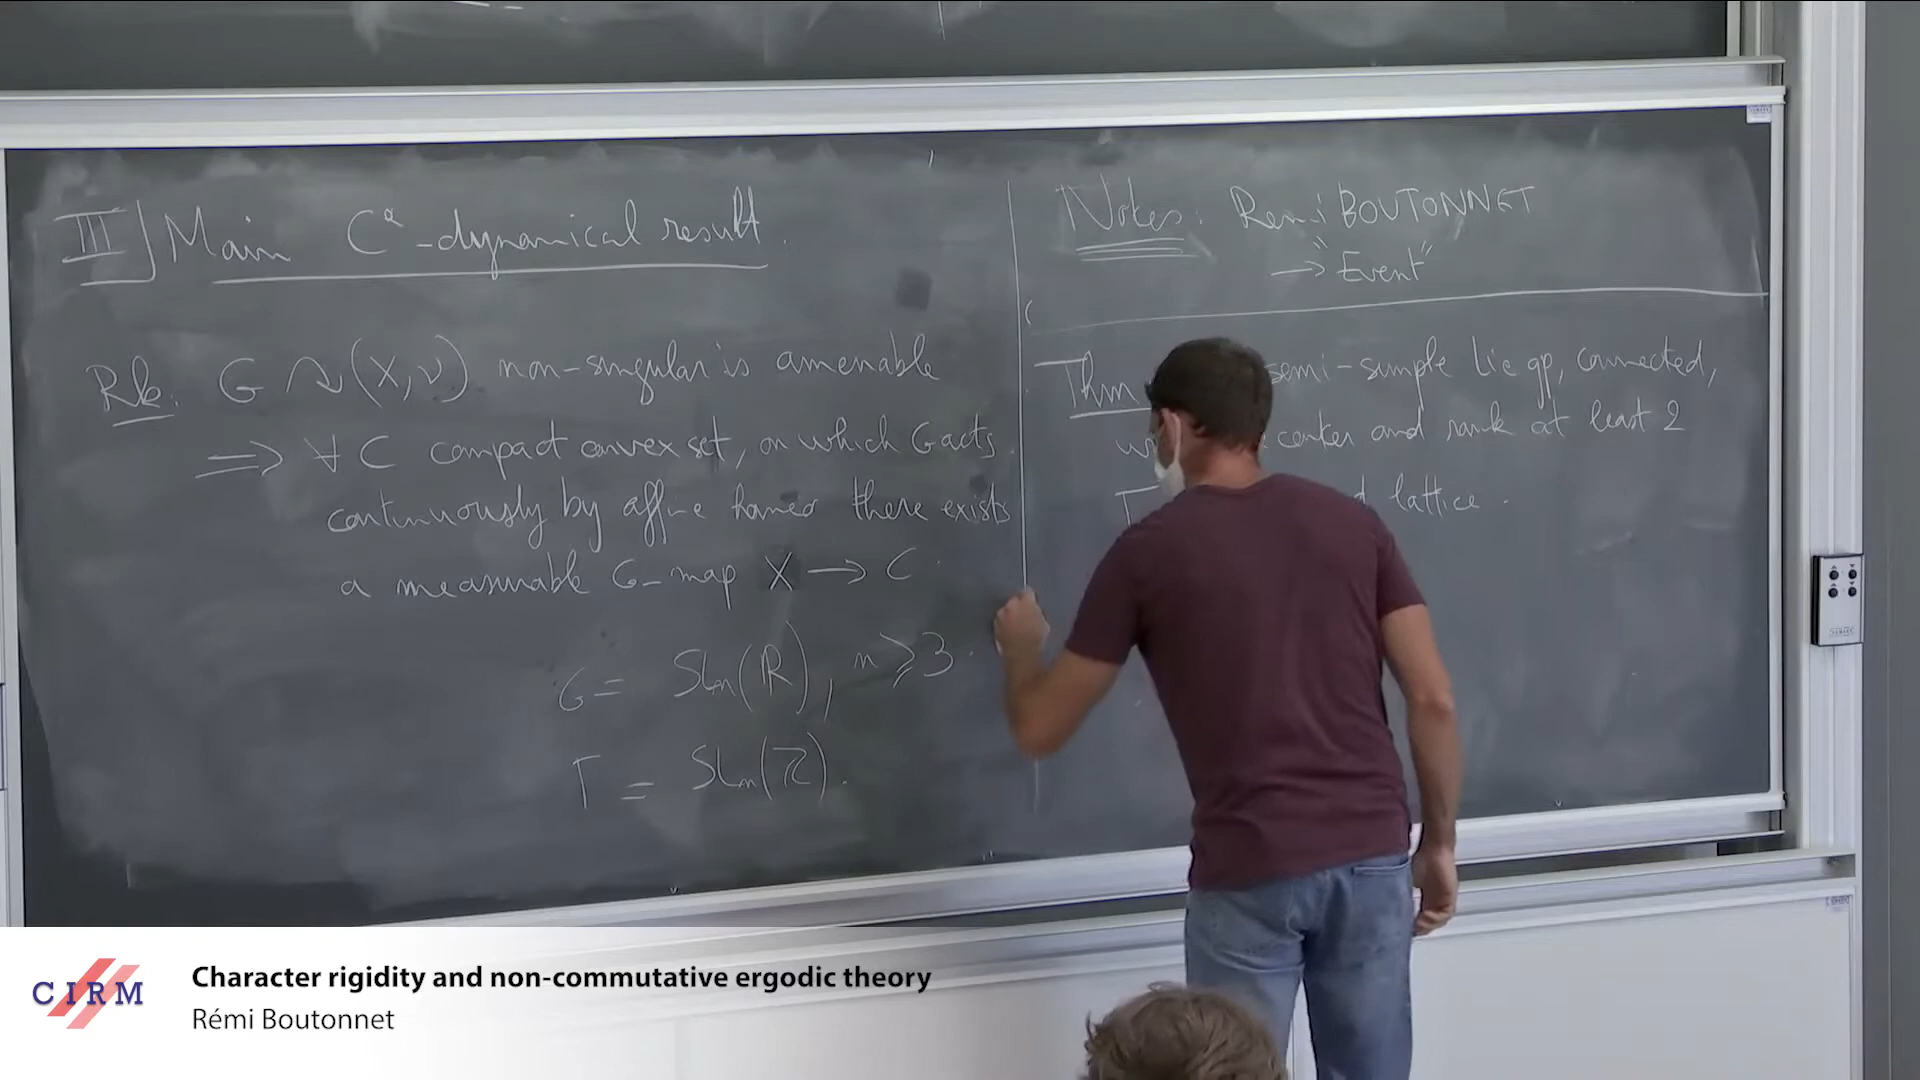 III] Main C*-dynamical result.
Rk: G ↷ (X,ν) non-singular is amenable
⟹ ∀ C compact convex set, on which G acts
continuously by affine homeo there exists
a measurable G-map X → C.
G = SLn(R), n ≥ 3.
Γ = SLn(Z).
Notes: Remi BOUTONNET
→ "Event"
Thm semi-simple Lie gp, connected,
center and rank at least 2
lattice.
CIRM
Character rigidity and non-commutative ergodic theory
Rémi Boutonnet